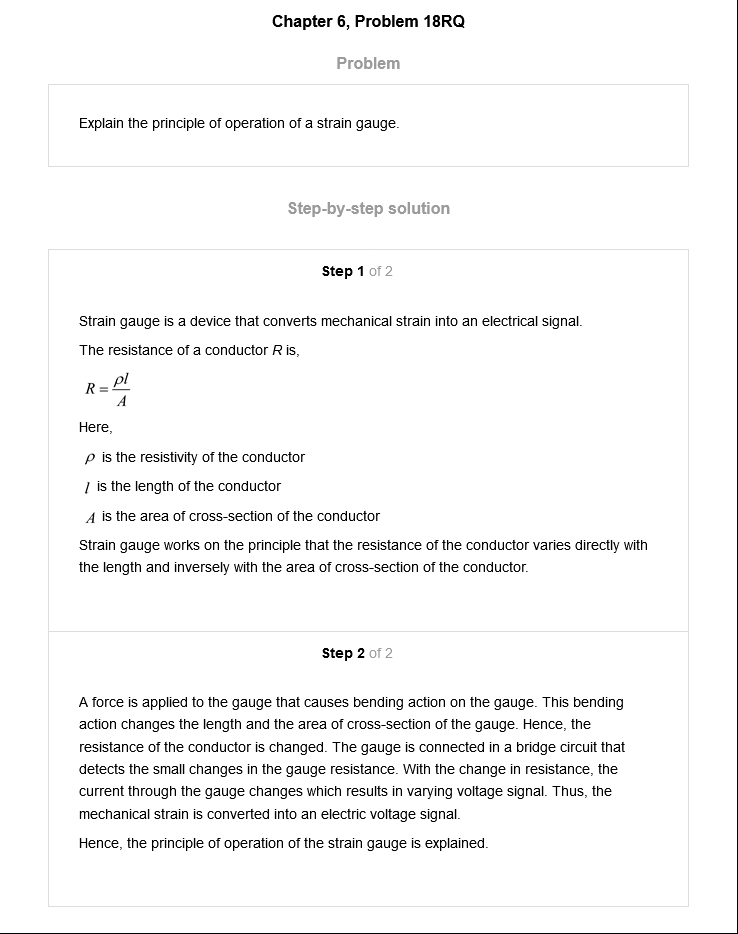 Chapter 6, Problem 18RQ
Problem
Explain the principle of operation of a strain gauge.
Step-by-step solution
Step 1 of 2
Strain gauge is a device that converts mechanical strain into an electrical signal.
The resistance of a conductor R is,
R = ρl/A
Here,
ρ is the resistivity of the conductor
l is the length of the conductor
A is the area of cross-section of the conductor
Strain gauge works on the principle that the resistance of the conductor varies directly with
the length and inversely with the area of cross-section of the conductor.
Step 2 of 2
A force is applied to the gauge that causes bending action on the gauge. This bending
action changes the length and the area of cross-section of the gauge. Hence, the
resistance of the conductor is changed. The gauge is connected in a bridge circuit that
detects the small changes in the gauge resistance. With the change in resistance, the
current through the gauge changes which results in varying voltage signal. Thus, the
mechanical strain is converted into an electric voltage signal.
Hence, the principle of operation of the strain gauge is explained.